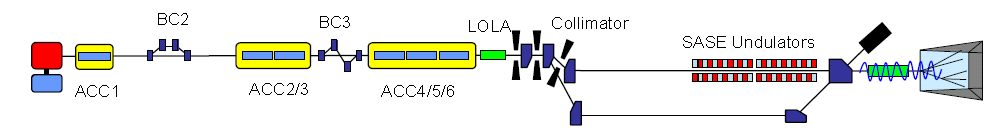 BC2
BC3
LOLA
Collimator
SASE Undulators
ACC1
ACC2/3
ACC4/5/6